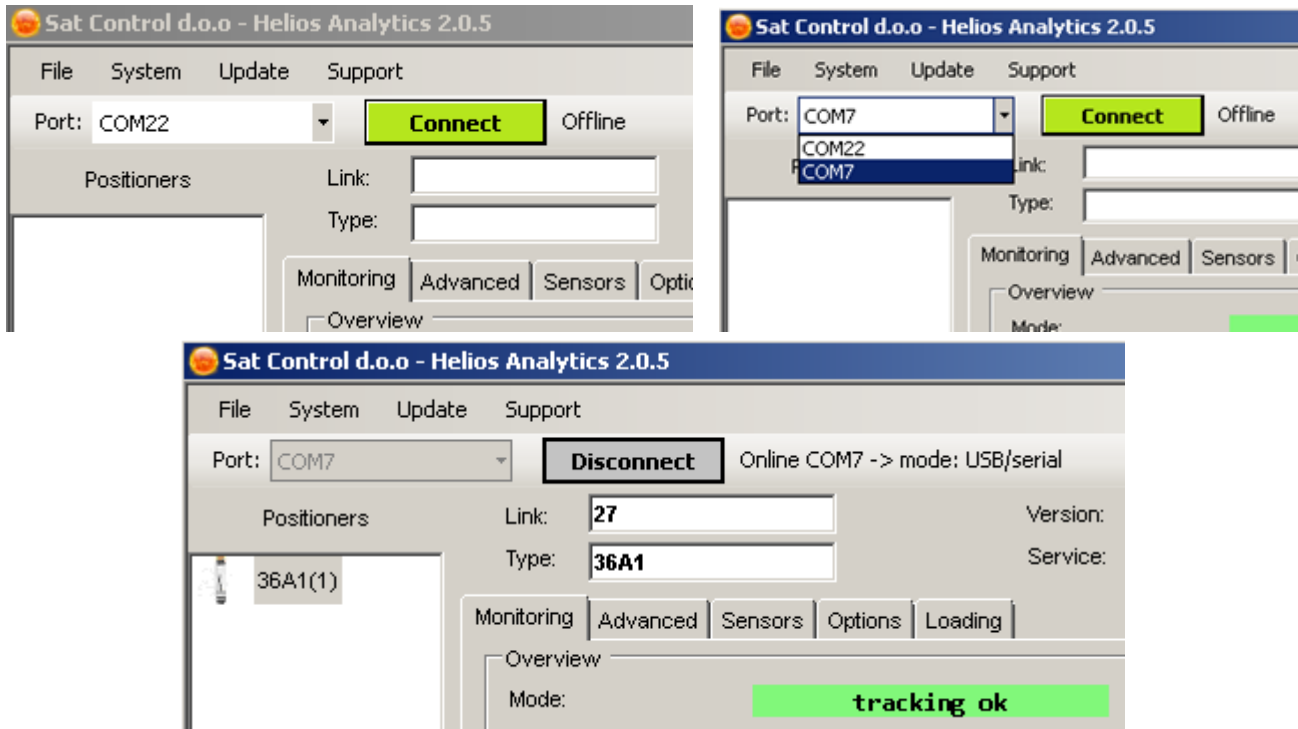 Sat Control d.o.o - Helios Analytics 2.0.5
File System Update Support
Port: COM22 Connect Offline
Positioners Link:
Type:
Monitoring Advanced Sensors
Overview
Sat Control d.o.o - Helios Analytics 2.0.5
File System Update Support
Port: COM7 Connect Offline
COM22
COM7
Type:
Monitoring Advanced Sensors
Overview
Mode:
Sat Control d.o.o - Helios Analytics 2.0.5
File System Update Support
Port: COM7 Disconnect Online COM7 -> mode: USB/serial
Positioners Link: 27 Version:
36A1(1) Type: 36A1 Service:
Monitoring Advanced Sensors Options Loading
Overview
Mode: tracking ok